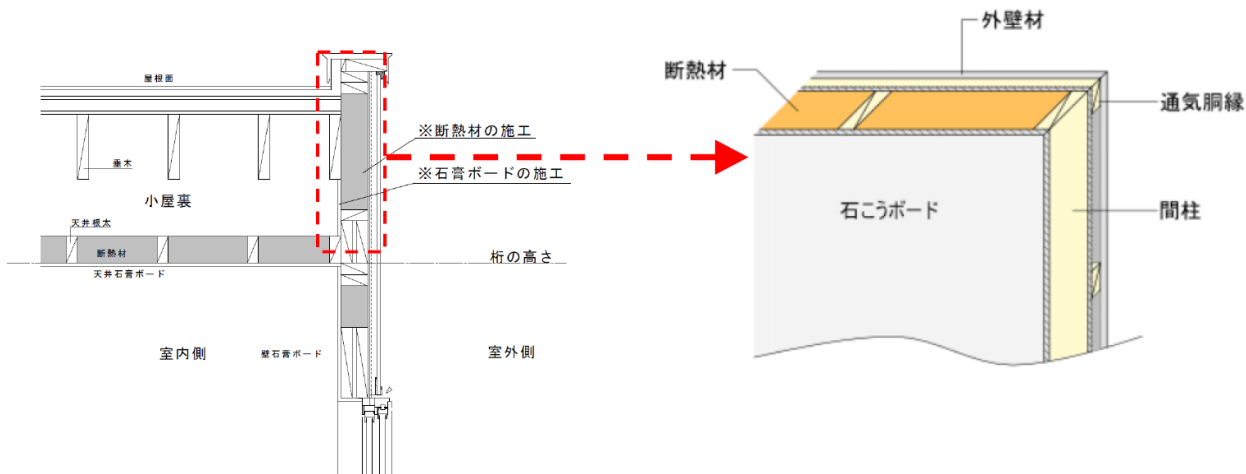 屋根面
垂木
小屋裏
天井根太
断熱材
天井石膏ボード
室内側
壁石膏ボード
※断熱材の施工
※石膏ボードの施工
桁の高さ
室外側
外壁材
断熱材
通気胴縁
石こうボード
間柱